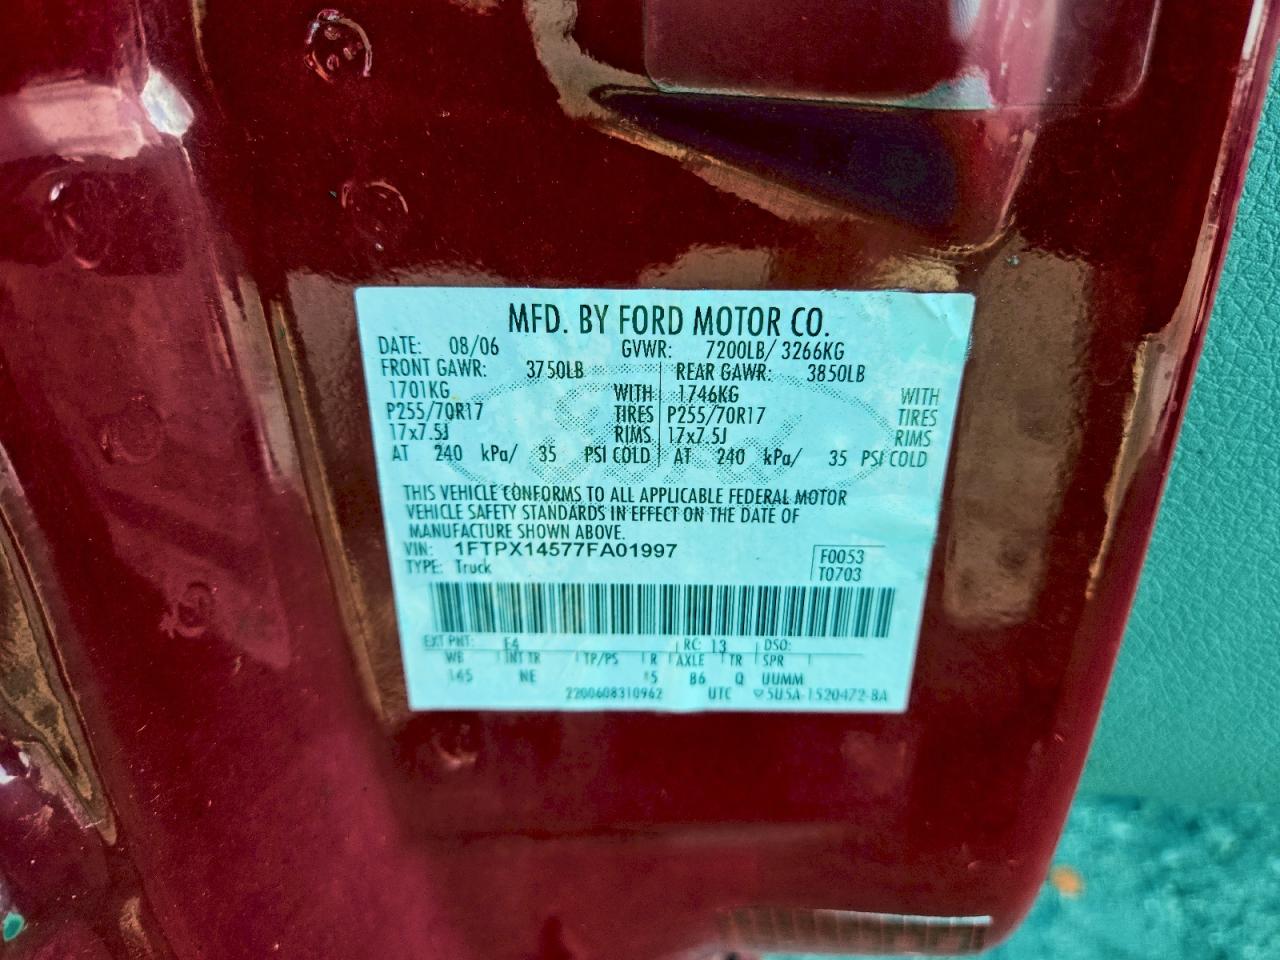 MFD. BY FORD MOTOR CO.
DATE: 08/06 GVWR: 7200LB/ 3266KG
FRONT GAWR: 3750LB REAR GAWR: 3850LB
1701KG WITH 1746KG WITH
P255/70R17 TIRES P255/70R17 TIRES
17x7.5J RIMS 17x7.5J RIMS
AT 240 kPa/ 35 PSI COLD AT 240 kPa/ 35 PSI COLD
THIS VEHICLE CONFORMS TO ALL APPLICABLE FEDERAL MOTOR
VEHICLE SAFETY STANDARDS IN EFFECT ON THE DATE OF
MANUFACTURE SHOWN ABOVE.
VIN: 1FTPX14577FA01997 F0053
TYPE: Truck T0703
EXT PNT: F4 RC: 13 DSO:
WB INT TR TP/PS R AXLE TR SPR
145 NE 5 B6 Q UUMM
2200608310962 UTC 5U5A-1520472-BA